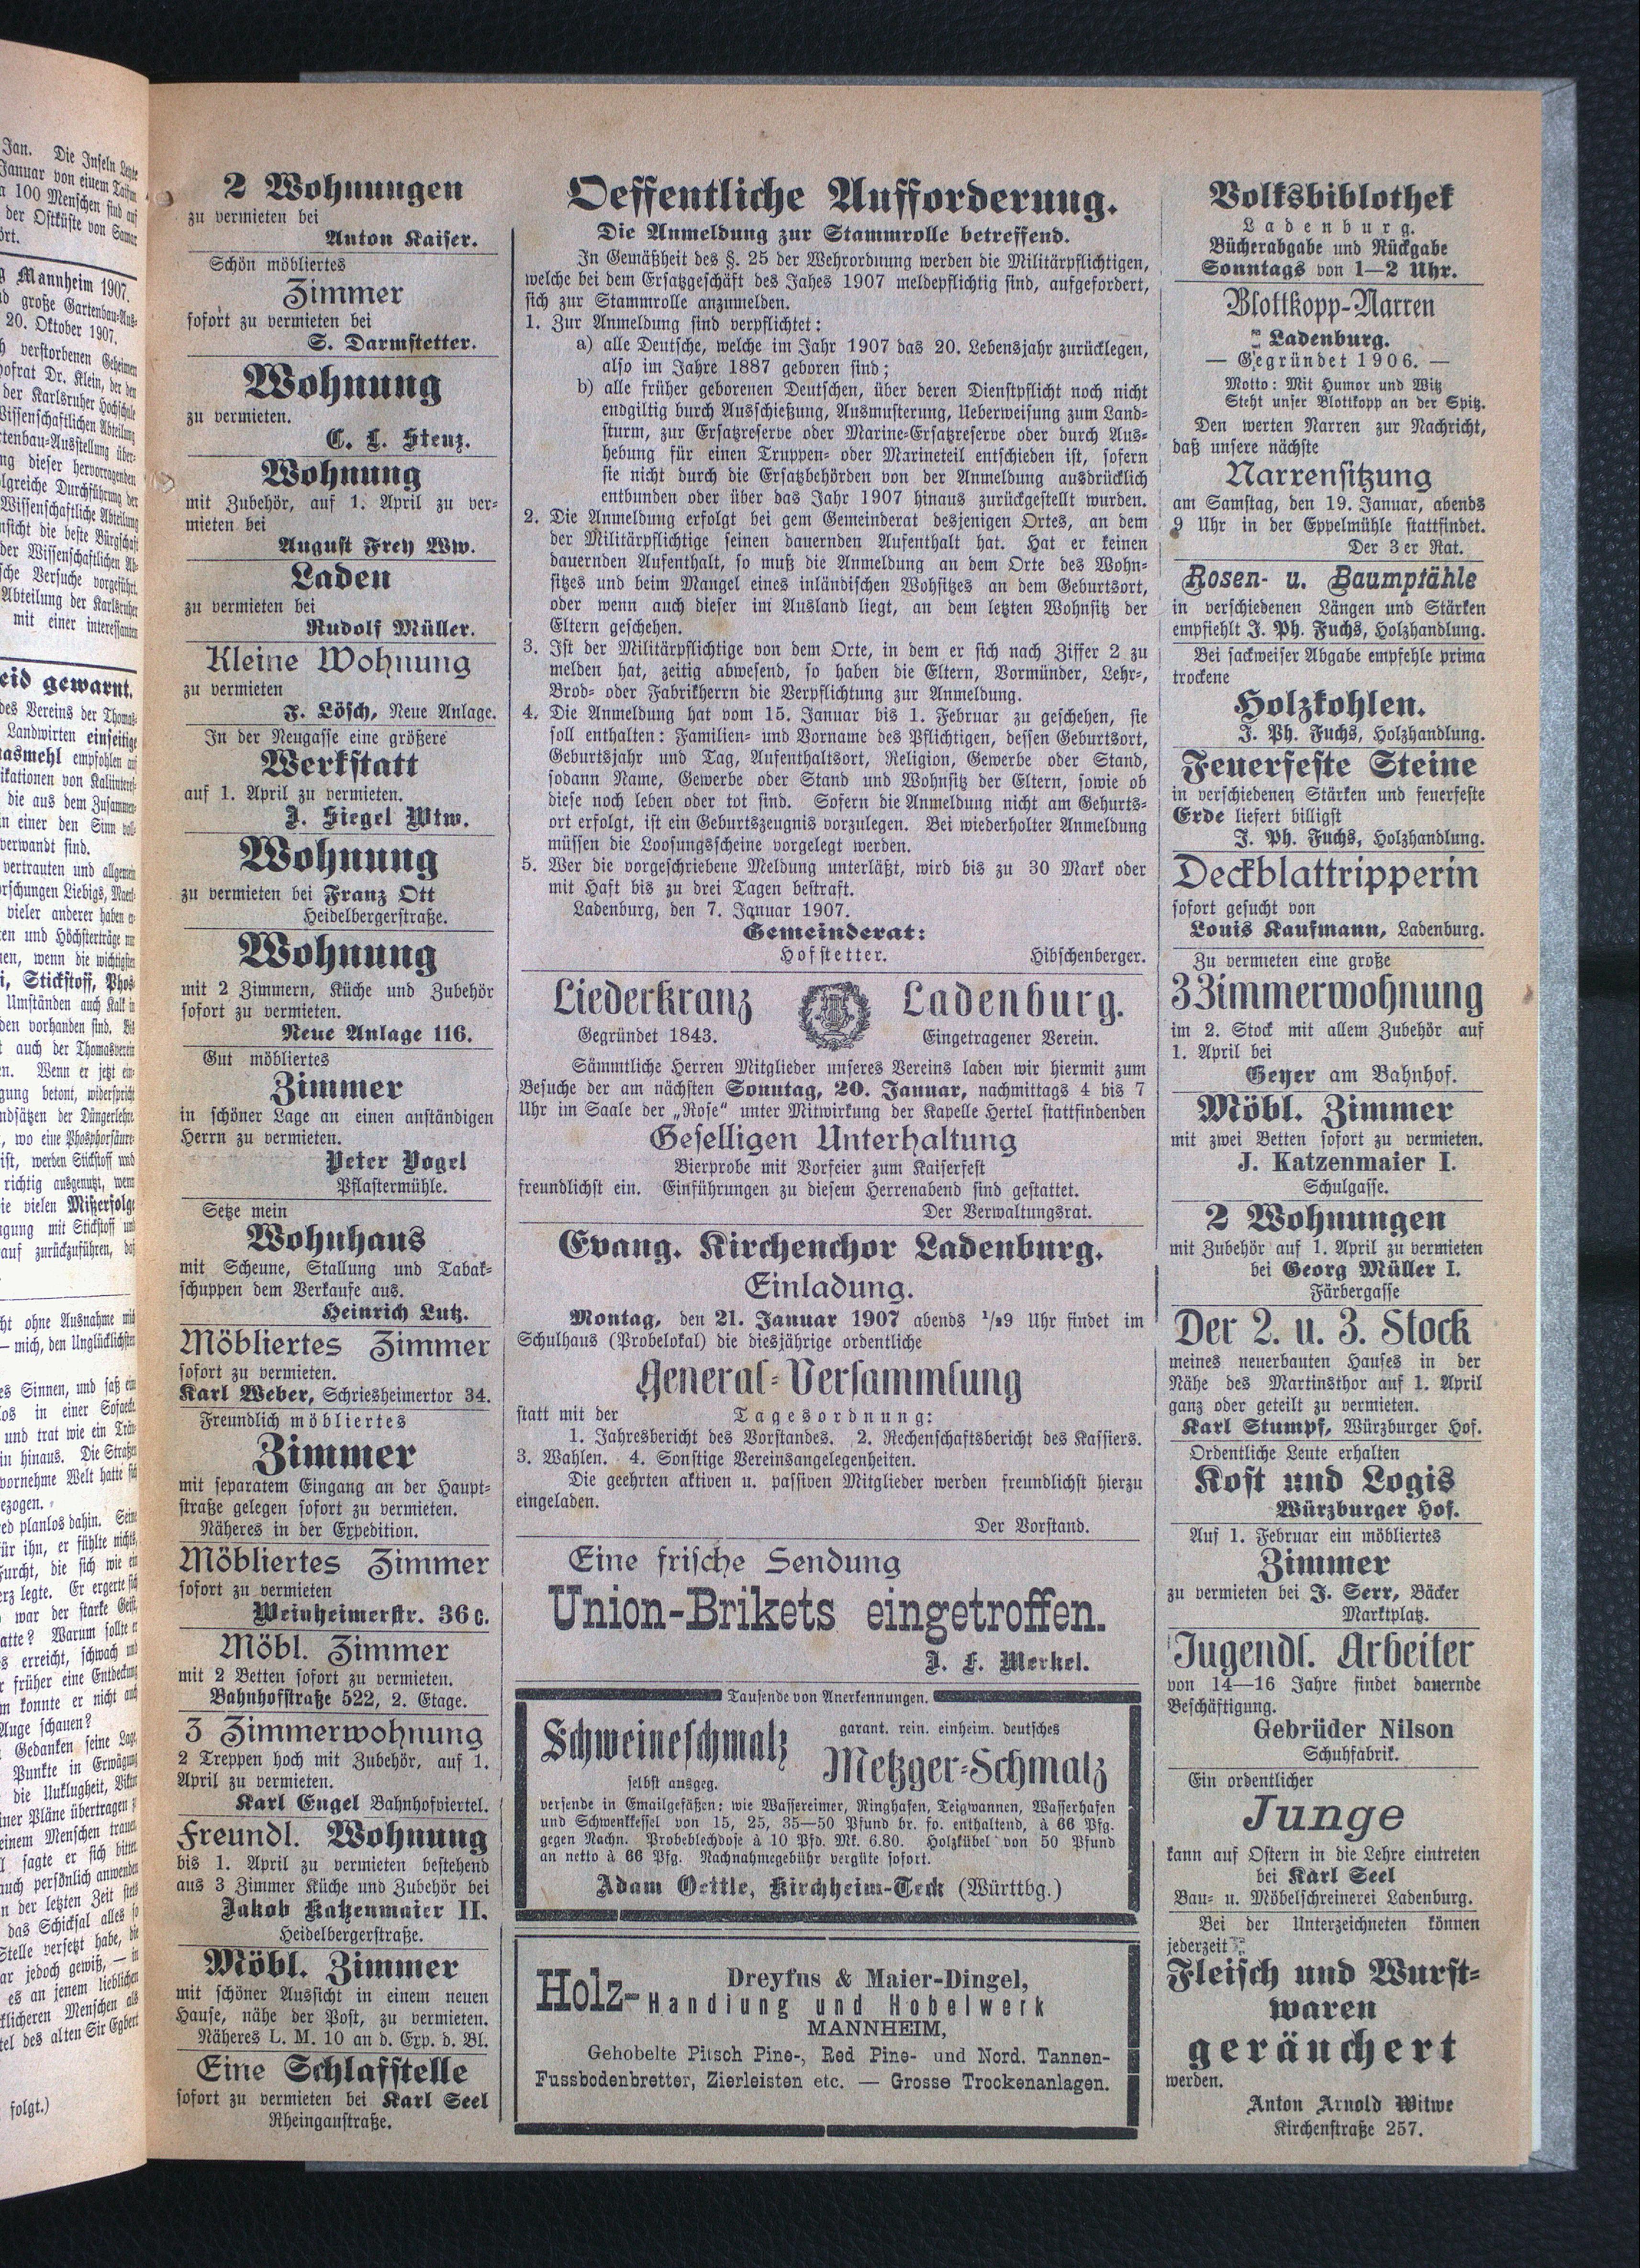 2 Wohnungen
zu vermieten bei
Anton Kaiser.
Schön möbliertes
Zimmer
sofort zu vermieten bei
S. Darmstetter.
Wohnung
zu vermieten.
C. L. Stenz.
Wohnung
mit Zubehör, auf 1. April zu ver-
mieten bei
August Frey Ww.
Laden
zu vermieten bei
Rudolf Müller.
Kleine Wohnung
zu vermieten
F. Lösch, Neue Anlage.
In der Neugasse eine größere
Werkstatt
auf 1. April zu vermieten.
J. Siegel Wtw.
Wohnung
zu vermieten bei Franz Ott
Heidelbergerstraße.
Wohnung
mit 2 Zimmern, Küche und Zubehör
sofort zu vermieten.
Neue Anlage 116.
Gut möbliertes
Zimmer
in schöner Lage an einen anständigen
Herrn zu vermieten.
Peter Vogel
Pflastermühle.
Setze mein
Wohnhaus
mit Scheune, Stallung und Tabak-
schuppen dem Verkaufe aus.
Heinrich Lutz.
Möbliertes Zimmer
sofort zu vermieten.
Karl Weber, Schriesheimertor 34.
Freundlich möbliertes
Zimmer
mit separatem Eingang an der Haupt-
straße gelegen sofort zu vermieten.
Näheres in der Expedition.
Möbliertes Zimmer
sofort zu vermieten
Weinheimerstr. 36 c.
Möbl. Zimmer
mit 2 Betten sofort zu vermieten.
Bahnhofstraße 522, 2. Etage.
3 Zimmerwohnung
2 Treppen hoch mit Zubehör, auf 1.
April zu vermieten.
Karl Engel Bahnhofviertel.
Freundl. Wohnung
bis 1. April zu vermieten bestehend
aus 3 Zimmer Küche und Zubehör bei
Jakob Katzenmaier II.
Heidelbergerstraße.
Möbl. Zimmer
mit schöner Aussicht in einem neuen
Hause, nähe der Post, zu vermieten.
Näheres L. M. 10 an d. Exp. d. Bl.
Eine Schlafstelle
sofort zu vermieten bei Karl Seel
Rheingaustraße.
Oeffentliche Aufforderung.
Die Anmeldung zur Stammrolle betreffend.
In Gemäßheit des §. 25 der Wehrordnung werden die Militärpflichtigen,
welche bei dem Ersatzgeschäft des Jahes 1907 meldepflichtig sind, aufgefordert,
sich zur Stammrolle anzumelden.
1. Zur Anmeldung sind verpflichtet:
a) alle Deutsche, welche im Jahr 1907 das 20. Lebensjahr zurücklegen,
also im Jahre 1887 geboren sind;
b) alle früher geborenen Deutschen, über deren Dienstpflicht noch nicht
endgiltig durch Ausschießung, Ausmusterung, Ueberweisung zum Land-
sturm, zur Ersatzreserve oder Marine-Ersatzreserve oder durch Aus-
hebung für einen Truppen- oder Marineteil entschieden ist, sofern
sie nicht durch die Ersatzbehörden von der Anmeldung ausdrücklich
entbunden oder über das Jahr 1907 hinaus zurückgestellt wurden.
2. Die Anmeldung erfolgt bei gem Gemeinderat desjenigen Ortes, an dem
der Militärpflichtige seinen dauernden Aufenthalt hat. Hat er keinen
dauernden Aufenthalt, so muß die Anmeldung an dem Orte des Wohn-
sitzes und beim Mangel eines inländischen Wohsitzes an dem Geburtsort,
oder wenn auch dieser im Ausland liegt, an dem letzten Wohnsitz der
Eltern geschehen.
3. Ist der Militärpflichtige von dem Orte, in dem er sich nach Ziffer 2 zu
melden hat, zeitig abwesend, so haben die Eltern, Vormünder, Lehr-,
Brod- oder Fabrikherrn die Verpflichtung zur Anmeldung.
4. Die Anmeldung hat vom 15. Januar bis 1. Februar zu geschehen, sie
soll enthalten: Familien- und Vorname des Pflichtigen, dessen Geburtsort,
Geburtsjahr und Tag, Aufenthaltsort, Religion, Gewerbe oder Stand,
sodann Name, Gewerbe oder Stand und Wohnsitz der Eltern, sowie ob
diese noch leben oder tot sind. Sofern die Anmeldung nicht am Geburts-
ort erfolgt, ist ein Geburtszeugnis vorzulegen. Bei wiederholter Anmeldung
müssen die Loosungsscheine vorgelegt werden.
5. Wer die vorgeschriebene Meldung unterläßt, wird bis zu 30 Mark oder
mit Haft bis zu drei Tagen bestraft.
Ladenburg, den 7. Januar 1907.
Gemeinderat:
Hofstetter. Hibschenberger.
Liederkranz Ladenburg.
Gegründet 1843. Eingetragener Verein.
Sämmtliche Herren Mitglieder unseres Vereins laden wir hiermit zum
Besuche der am nächsten Sonntag, 20. Januar, nachmittags 4 bis 7
Uhr im Saale der „Rose“ unter Mitwirkung der Kapelle Hertel stattfindenden
Geselligen Unterhaltung
Bierprobe mit Vorfeier zum Kaiserfest
freundlichst ein. Einführungen zu diesem Herrenabend sind gestattet.
Der Verwaltungsrat.
Evang. Kirchenchor Ladenburg.
Einladung.
Montag, den 21. Januar 1907 abends 1/29 Uhr findet im
Schulhaus (Probelokal) die diesjährige ordentliche
General-Versammlung
statt mit der Tagesordnung:
1. Jahresbericht des Vorstandes. 2. Rechenschaftsbericht des Kassiers.
3. Wahlen. 4. Sonstige Vereinsangelegenheiten.
Die geehrten aktiven u. passiven Mitglieder werden freundlichst hierzu
eingeladen.
Der Vorstand.
Eine frische Sendung
Union-Brikets eingetroffen.
J. F. Merkel.
Tausende von Anerkennungen.
Schweineschmalz garant. rein. einheim. deutsches
selbst ausgeg. Metzger-Schmalz
versende in Emailgefäßen: wie Wassereimer, Ringhafen, Teigwannen, Wasserhafen
und Schwenkkessel von 15, 25, 35—50 Pfund br. fo. enthaltend, à 66 Pfg.
gegen Nachn. Probeblechdose à 10 Pfd. Mk. 6.80. Holzkübel von 50 Pfund
an netto à 66 Pfg. Nachnahmegebühr vergüte sofort.
Adam Oettle, Kirchheim-Teck (Württbg.)
Dreyfus & Maier-Dingel,
Holz-Handlung und Hobelwerk
MANNHEIM,
Gehobelte Pitsch Pine-, Red Pine- und Nord. Tannen-
Fussbodenbretter, Zierleisten etc. — Grosse Trockenanlagen.
Volksbibliothek
Ladenburg.
Bücherabgabe und Rückgabe
Sonntags von 1—2 Uhr.
Blottkopp-Narren
Ladenburg.
— Gegründet 1906. —
Motto: Mit Humor und Witz
Steht unser Blottkopp an der Spitz.
Den werten Narren zur Nachricht,
daß unsere nächste
Narrensitzung
am Samstag, den 19. Januar, abends
9 Uhr in der Eppelmühle stattfindet.
Der 3 er Rat.
Rosen- u. Baumpfähle
in verschiedenen Längen und Stärken
empfiehlt J. Ph. Fuchs, Holzhandlung.
Bei sackweiser Abgabe empfehle prima
trockene
Holzkohlen.
J. Ph. Fuchs, Holzhandlung.
Feuerfeste Steine
in verschiedenen Stärken und feuerfeste
Erde liefert billigst
J. Ph. Fuchs, Holzhandlung.
Deckblattripperin
sofort gesucht von
Louis Kaufmann, Ladenburg.
Zu vermieten eine große
3 Zimmerwohnung
im 2. Stock mit allem Zubehör auf
1. April bei
Geyer am Bahnhof.
Möbl. Zimmer
mit zwei Betten sofort zu vermieten.
J. Katzenmaier I.
Schulgasse.
2 Wohnungen
mit Zubehör auf 1. April zu vermieten
bei Georg Müller I.
Färbergasse
Der 2. u. 3. Stock
meines neuerbauten Hauses in der
Nähe des Martinsthor auf 1. April
ganz oder geteilt zu vermieten.
Karl Stumpf, Würzburger Hof.
Ordentliche Leute erhalten
Kost und Logis
Würzburger Hof.
Auf 1. Februar ein möbliertes
Zimmer
zu vermieten bei J. Serr, Bäcker
Marktplatz.
Jugendl. Arbeiter
von 14—16 Jahre findet dauernde
Beschäftigung.
Gebrüder Nilson
Schuhfabrik.
Ein ordentlicher
Junge
kann auf Ostern in die Lehre eintreten
bei Karl Seel
Bau- u. Möbelschreinerei Ladenburg.
Bei der Unterzeichneten können
jederzeit
Fleisch und Wurst-
waren
geräuchert
werden.
Anton Arnold Witwe
Kirchenstraße 257.